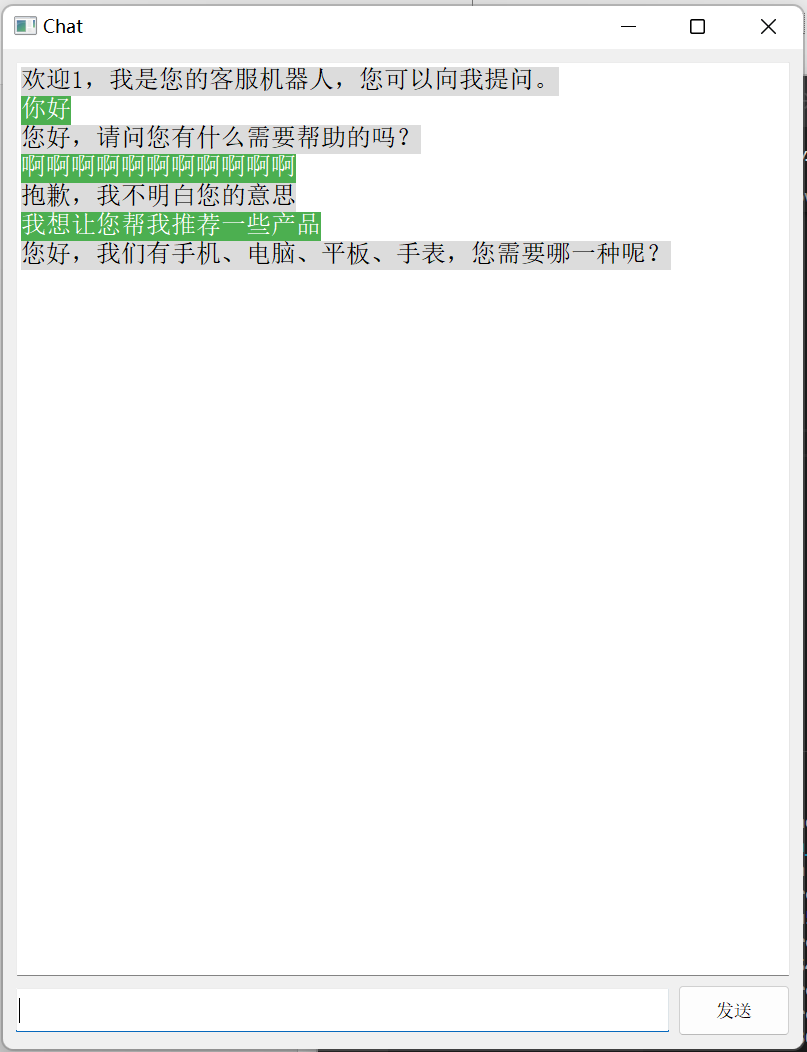 Chat
欢迎1，我是您的客服机器人，您可以向我提问。
你好
您好，请问您有什么需要帮助的吗？
啊啊啊啊啊啊啊啊啊啊啊
抱歉，我不明白您的意思
我想让您帮我推荐一些产品
您好，我们有手机、电脑、平板、手表，您需要哪一种呢？
发送